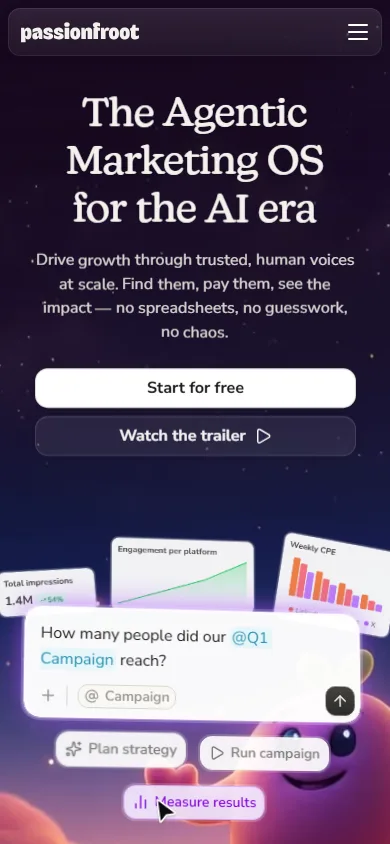 passionfroot
The Agentic
Marketing OS
for the AI era
Drive growth through trusted, human voices
at scale. Find them, pay them, see the
impact — no spreadsheets, no guesswork,
no chaos.
Start for free
Watch the trailer
Engagement per platform
Weekly CPE
Total impressions
1.4M
54%
X
How many people did our @Q1
Campaign reach?
@ Campaign
Plan strategy
Run campaign
Measure results